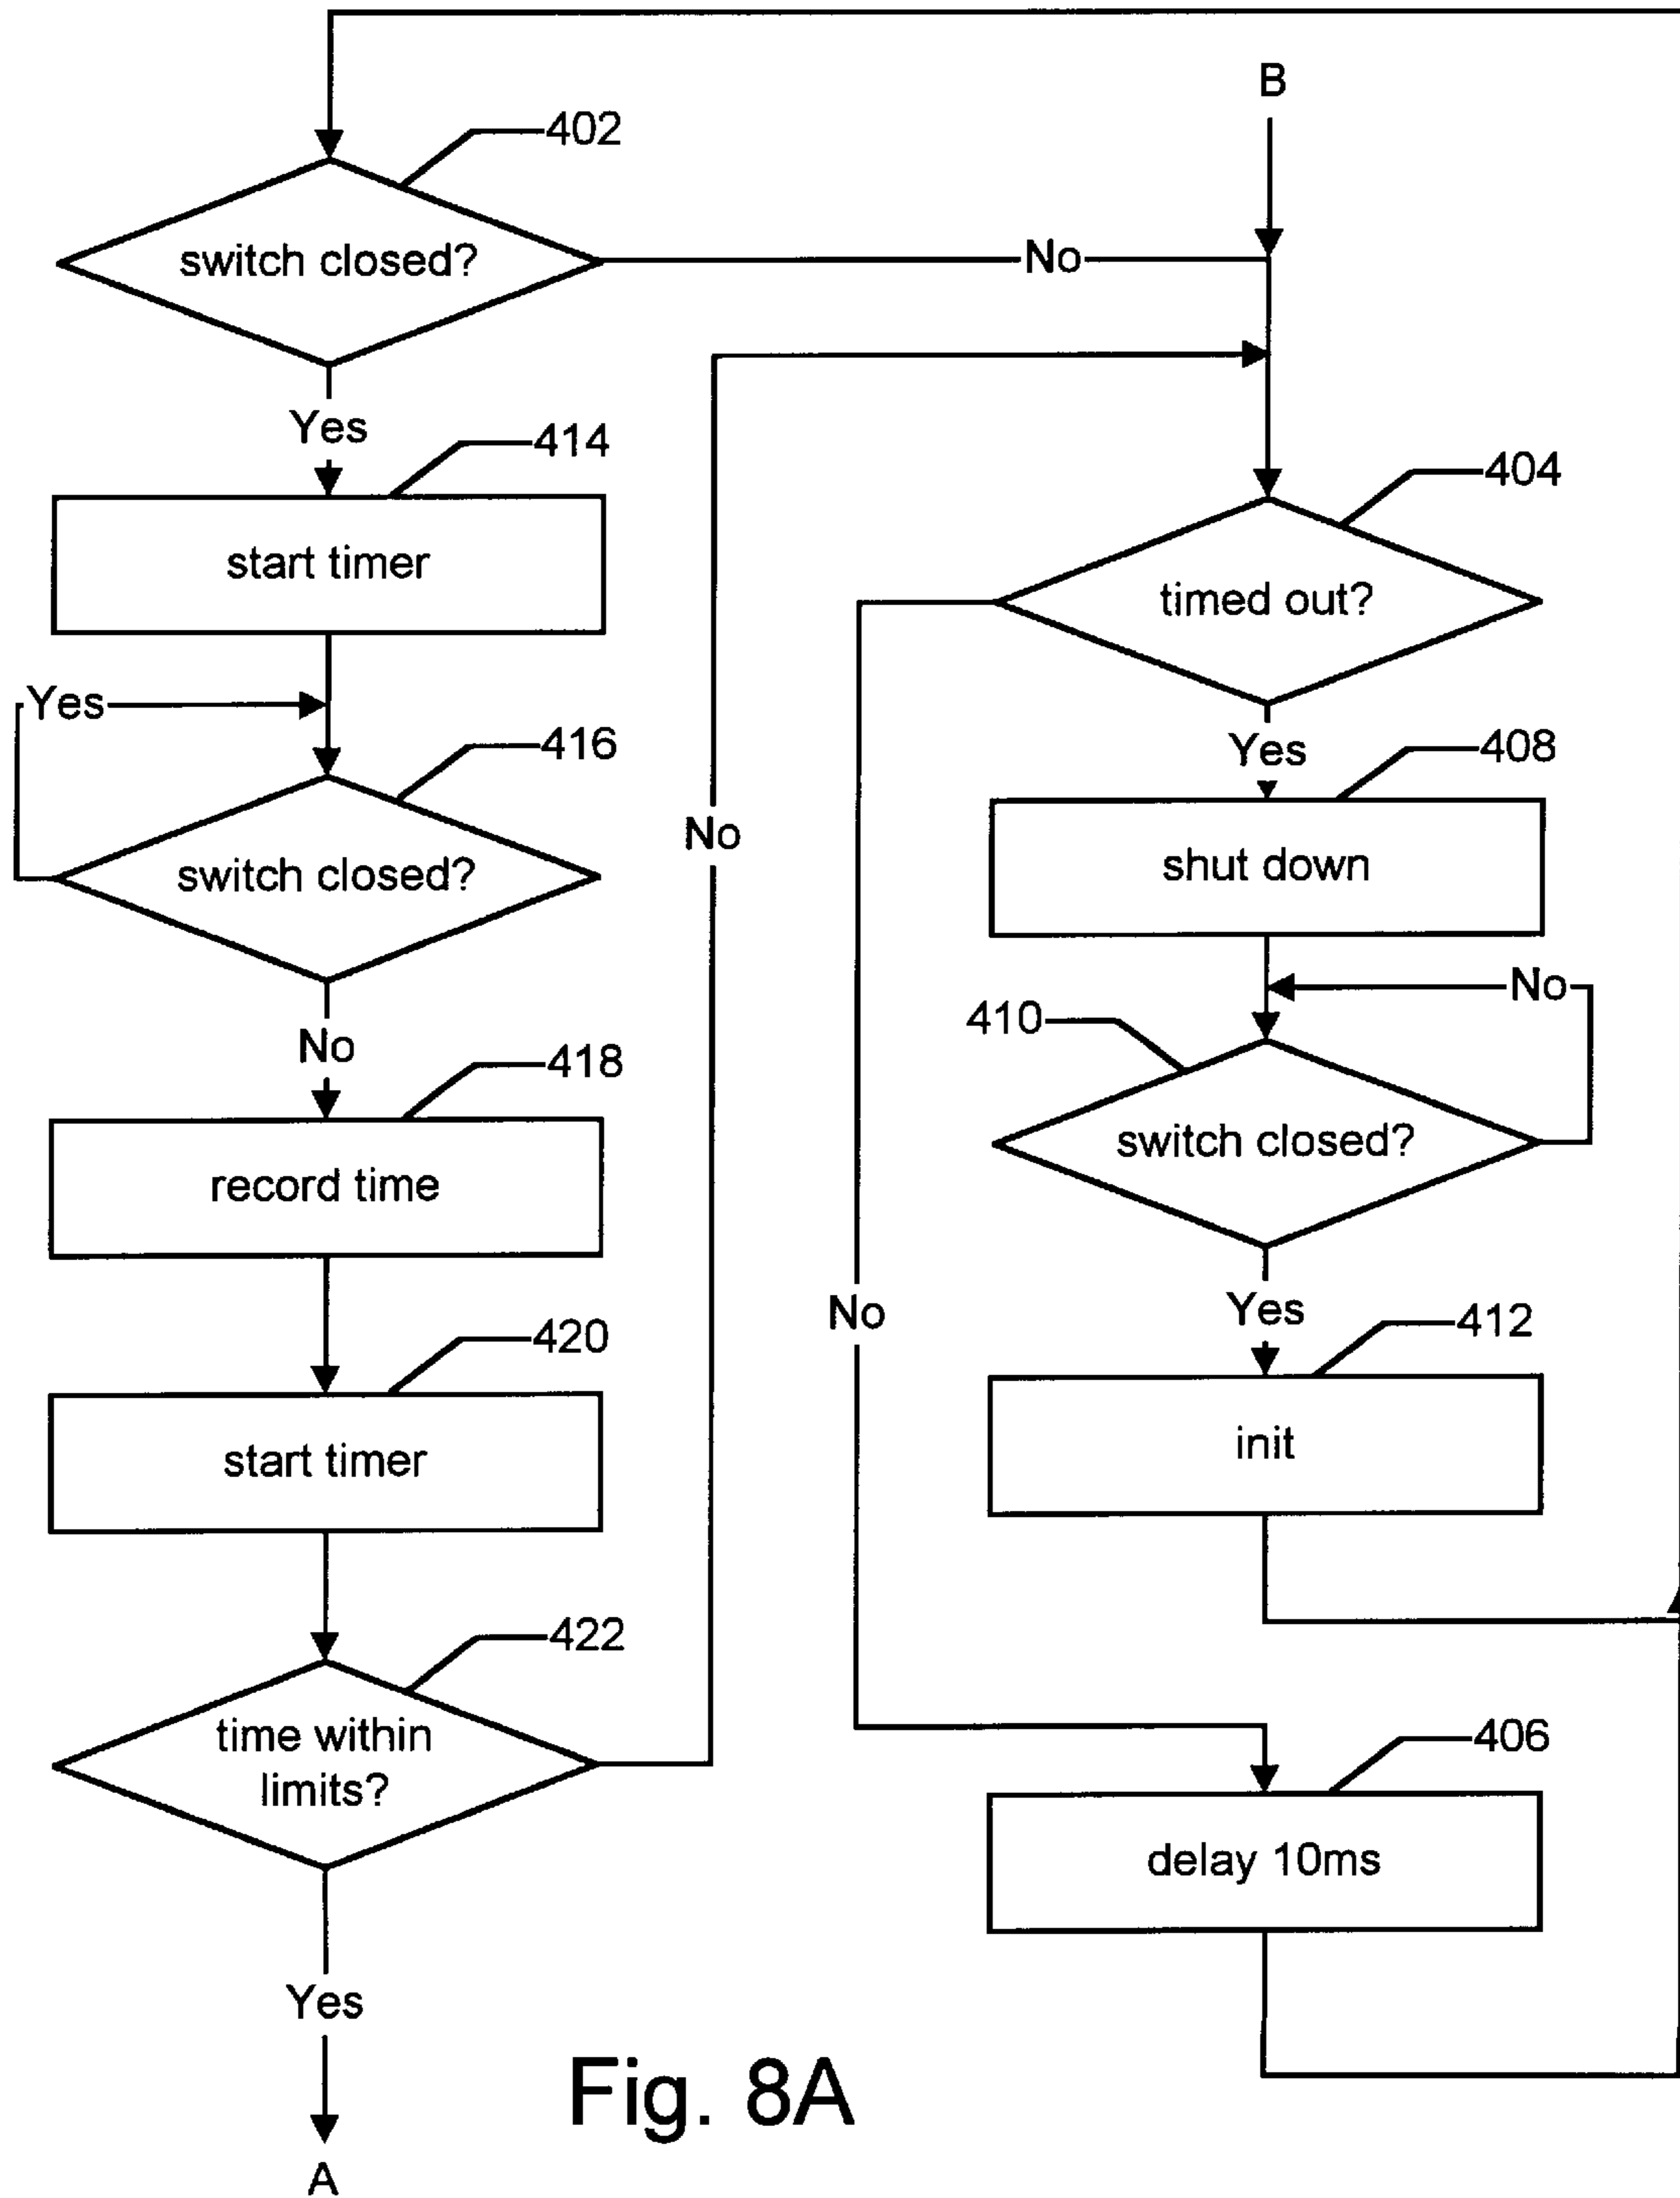 B
402
switch closed?
No
Yes
414
404
start timer
timed out?
Yes
416
Yes
408
No
switch closed?
shut down
No
410
No
418
switch closed?
record time
No
Yes
412
420
start timer
init
422
time within
limits?
406
delay 10ms
Yes
Fig. 8A
A